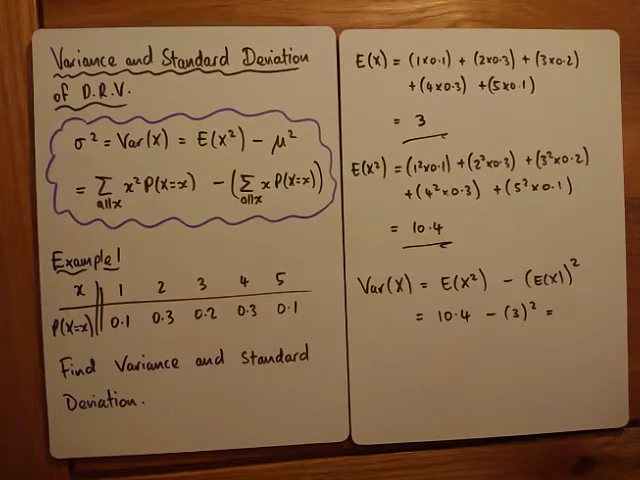 Variance and Standard Deviation
of D.R.V.
σ² = Var(X) = E(X²) - μ²
= Σ x² P(X=x) - (Σ x P(X=x))
all x all x
Example!
x 1 2 3 4 5
P(X=x) 0.1 0.3 0.2 0.3 0.1
Find Variance and Standard
Deviation.
E(X) = (1×0.1) + (2×0.3) + (3×0.2)
+(4×0.3) +(5×0.1)
= 3
E(X²) = (1²×0.1) +(2²×0.3) +(3²×0.2)
+(4²×0.3) +(5²×0.1)
= 10.4
Var(X) = E(X²) - (E(X))²
= 10.4 - (3)² =